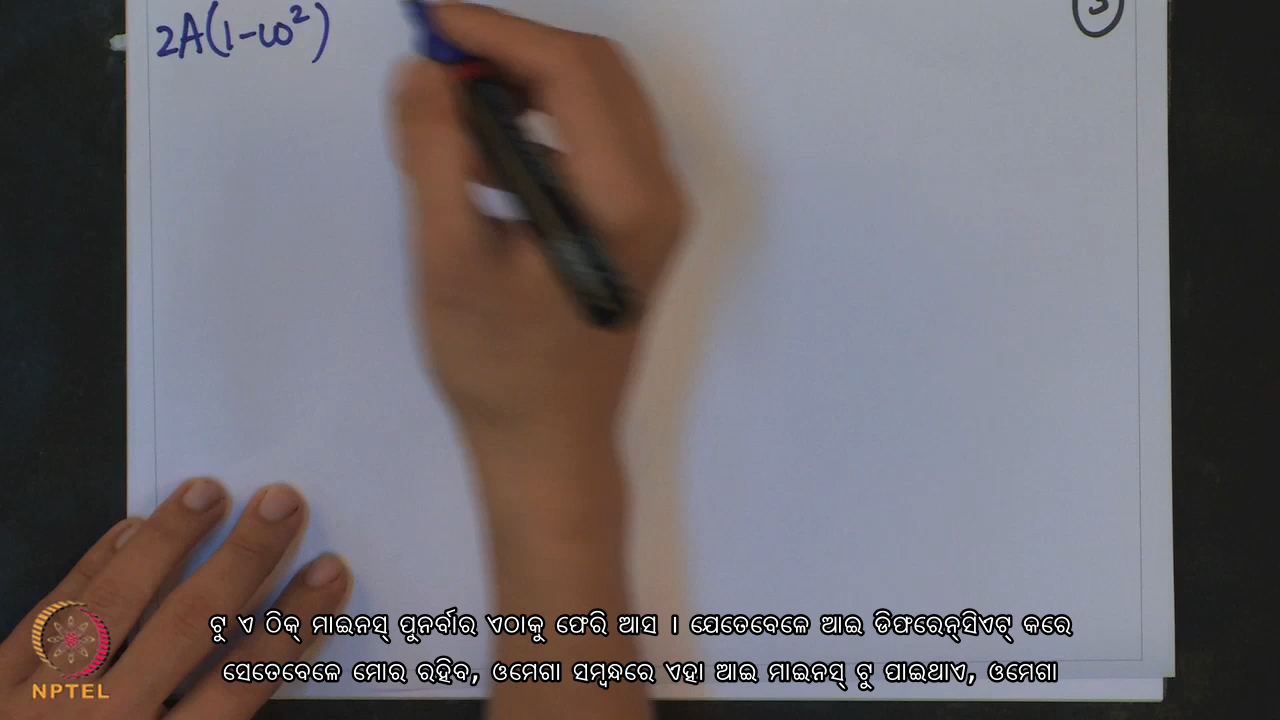 2A(1-ω²)
3
ଟୁ ଏ ଠିକ୍ ମାଇନସ୍ ପୁନର୍ବାର ଏଠାକୁ ଫେରି ଆସ । ଯେତେବେଳେ ଆଇ ଡିଫରେନ୍ସିଏଟ୍ କରେ
ସେତେବେଳେ ମୋର ରହିବ, ଓମେଗା ସମ୍ବନ୍ଧରେ ଏହା ଆଇ ମାଇନସ୍ ଟୁ ପାଇଥାଏ, ଓମେଗା
NPTEL